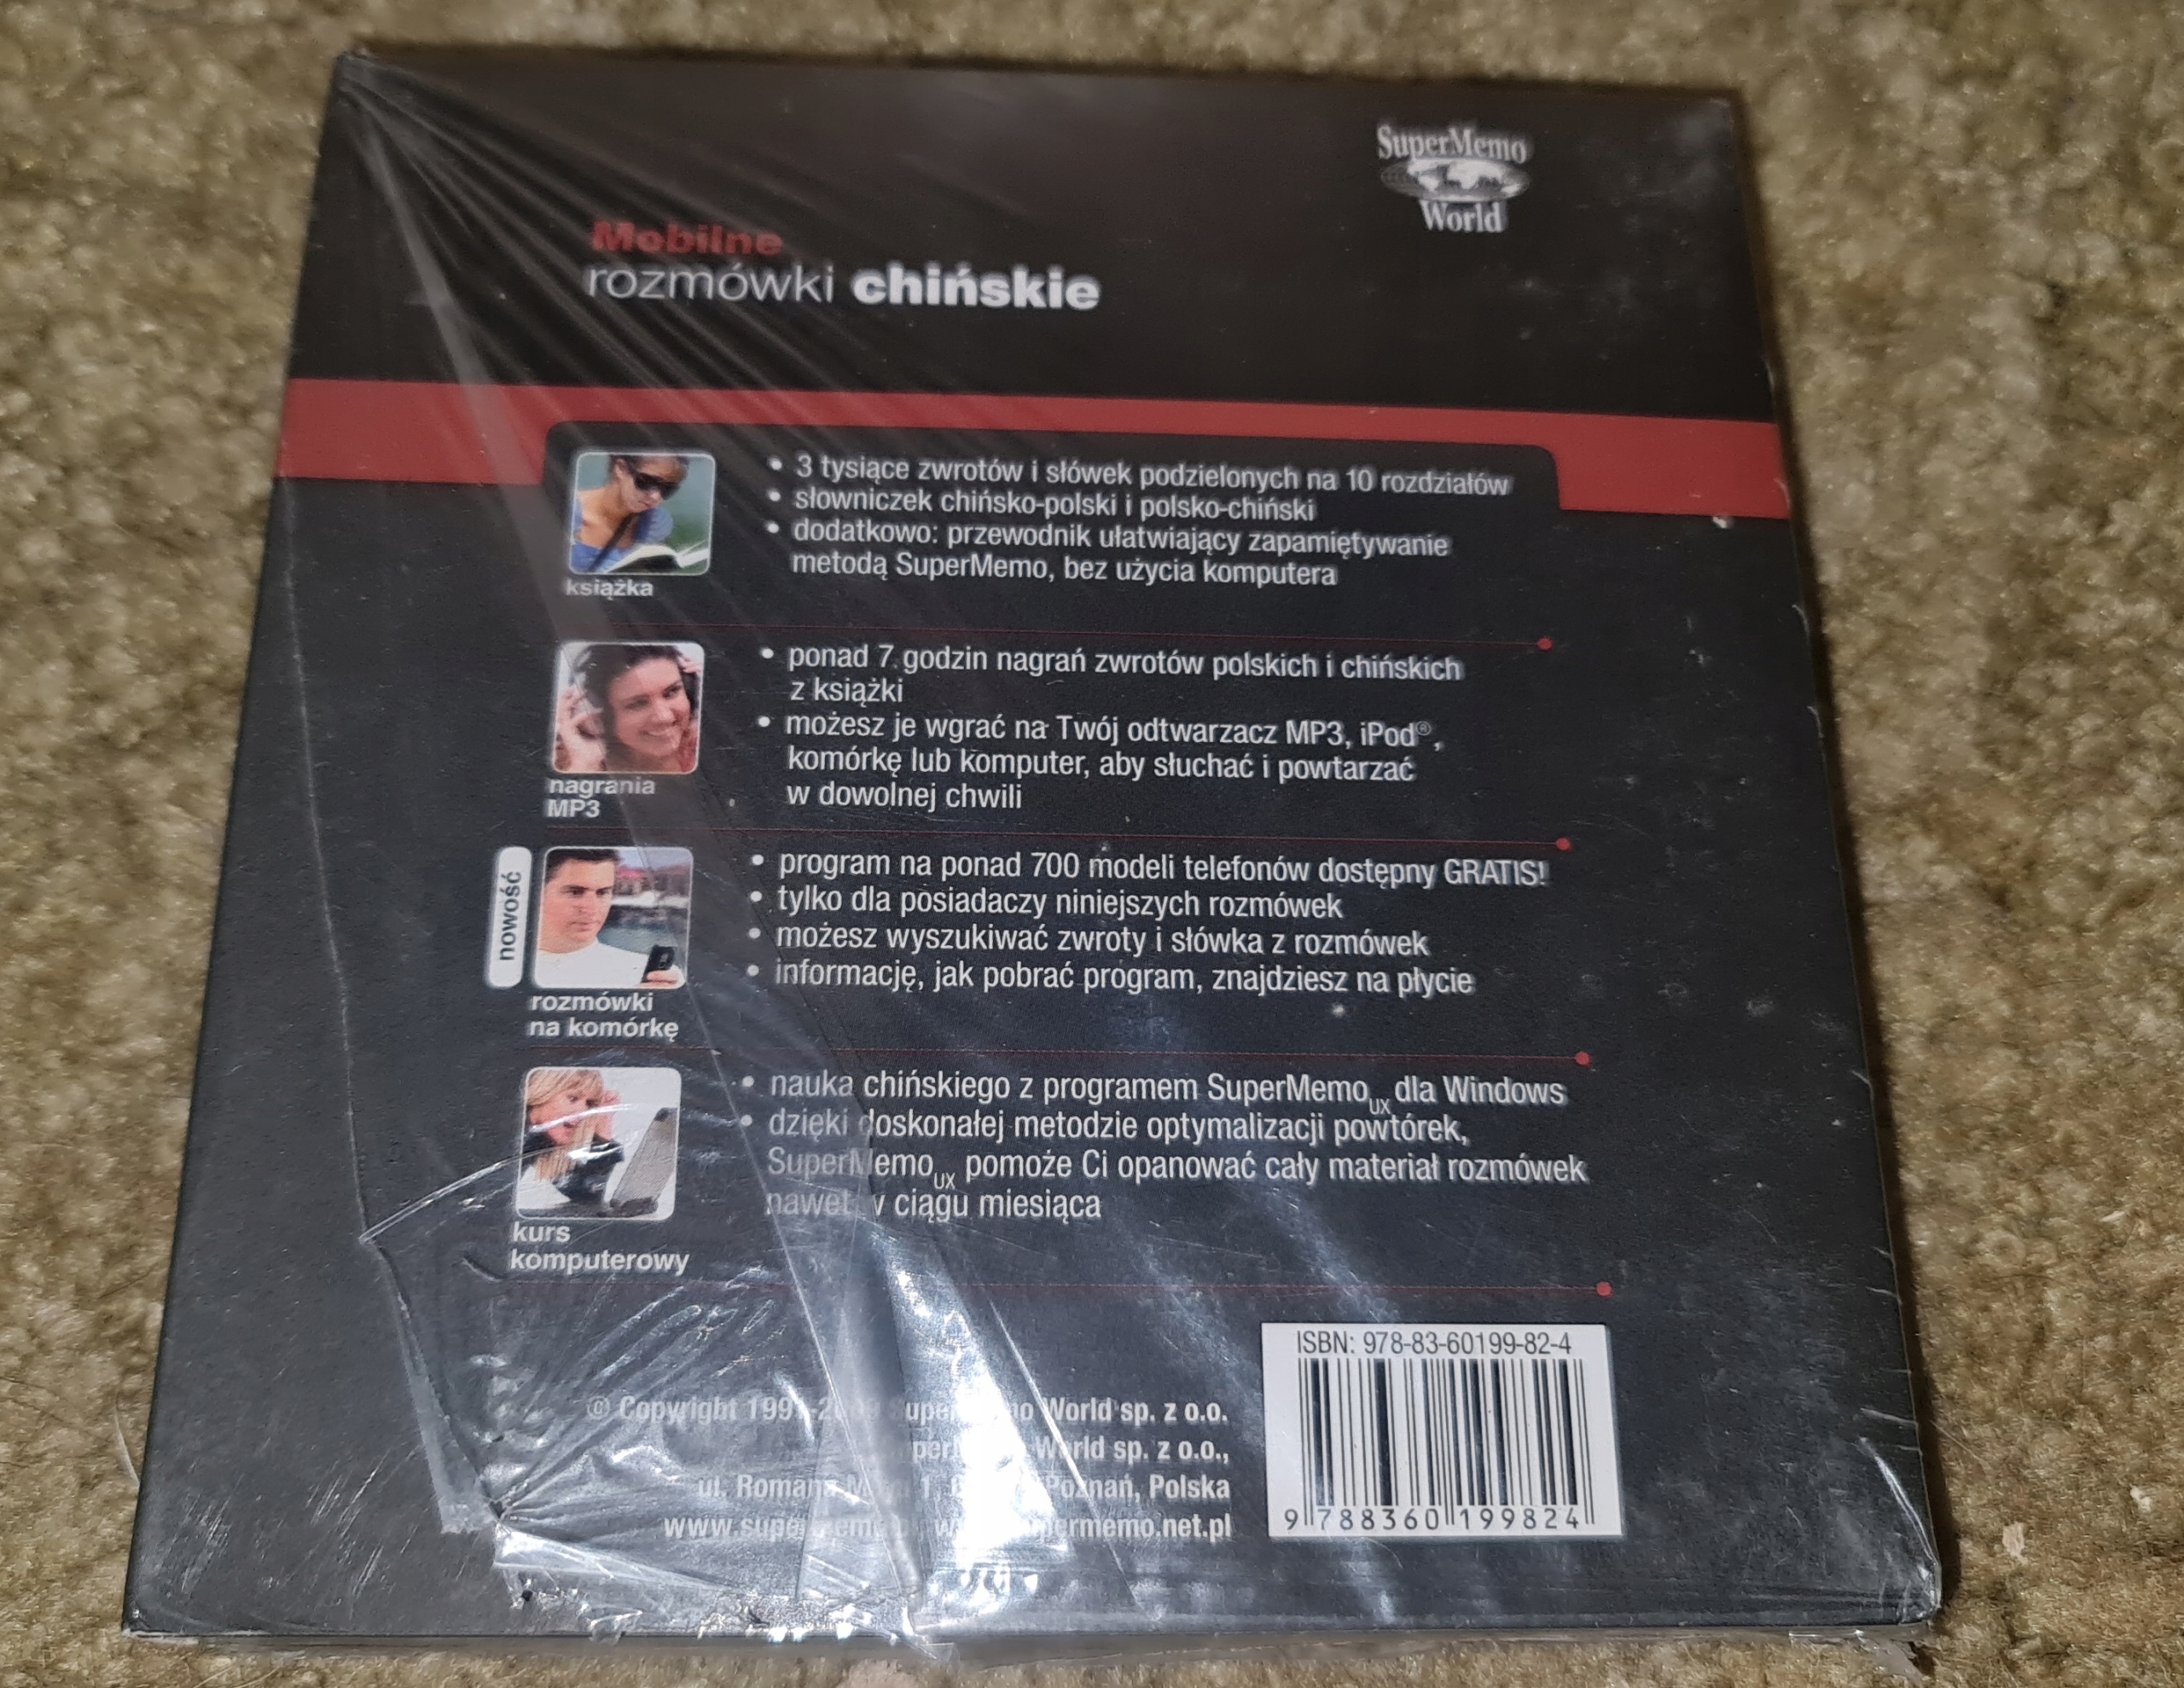 SuperMemo
World
Mobilne
rozmówki chińskie
• 3 tysiące zwrotów i słówek podzielonych na 10 rozdziałów
• słowniczek chińsko-polski i polsko-chiński
• dodatkowo: przewodnik ułatwiający zapamiętywanie
metodą SuperMemo, bez użycia komputera
książka
• ponad 7 godzin nagrań zwrotów polskich i chińskich
z książki
• możesz je wgrać na Twój odtwarzacz MP3, iPod®,
komórkę lub komputer, aby słuchać i powtarzać
w dowolnej chwili
nagrania
MP3
nowość
• program na ponad 700 modeli telefonów dostępny GRATIS!
• tylko dla posiadaczy niniejszych rozmówek
• możesz wyszukiwać zwroty i słówka z rozmówek
• informację, jak pobrać program, znajdziesz na płycie
rozmówki
na komórkę
• nauka chińskiego z programem SuperMemo UX dla Windows
• dzięki doskonałej metodzie optymalizacji powtórek,
SuperMemo UX pomoże Ci opanować cały materiał rozmówek
nawet w ciągu miesiąca
kurs
komputerowy
ISBN: 978-83-60199-82-4
9 788360 199824
© Copyright SuperMemo World sp. z o.o.
World sp. z o.o.,
ul. Romana Poznań, Polska